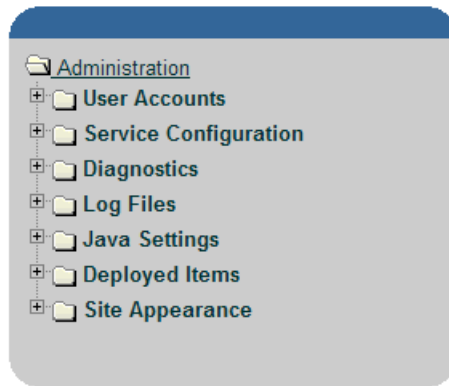 Administration
User Accounts
Service Configuration
Diagnostics
Log Files
Java Settings
Deployed Items
Site Appearance